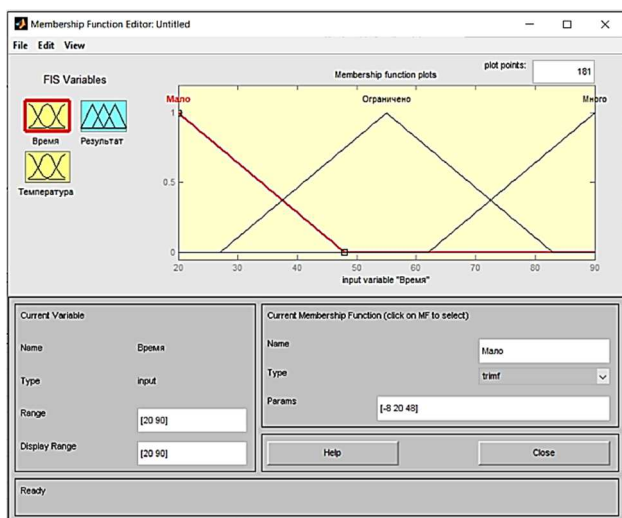 Membership Function Editor: Untitled
File Edit View
FIS Variables
Время
Результат
Температура
Membership function plots
plot points:
181
Мало
Ограничено
Много
1
0.5
0
20 30 40 50 60 70 80 90
input variable "Время"
Current Variable
Name
Время
Type
input
Range
[20 90]
Display Range
[20 90]
Current Membership Function (click on MF to select)
Name
Мало
Type
trimf
Params
[-8 20 48]
Help
Close
Ready